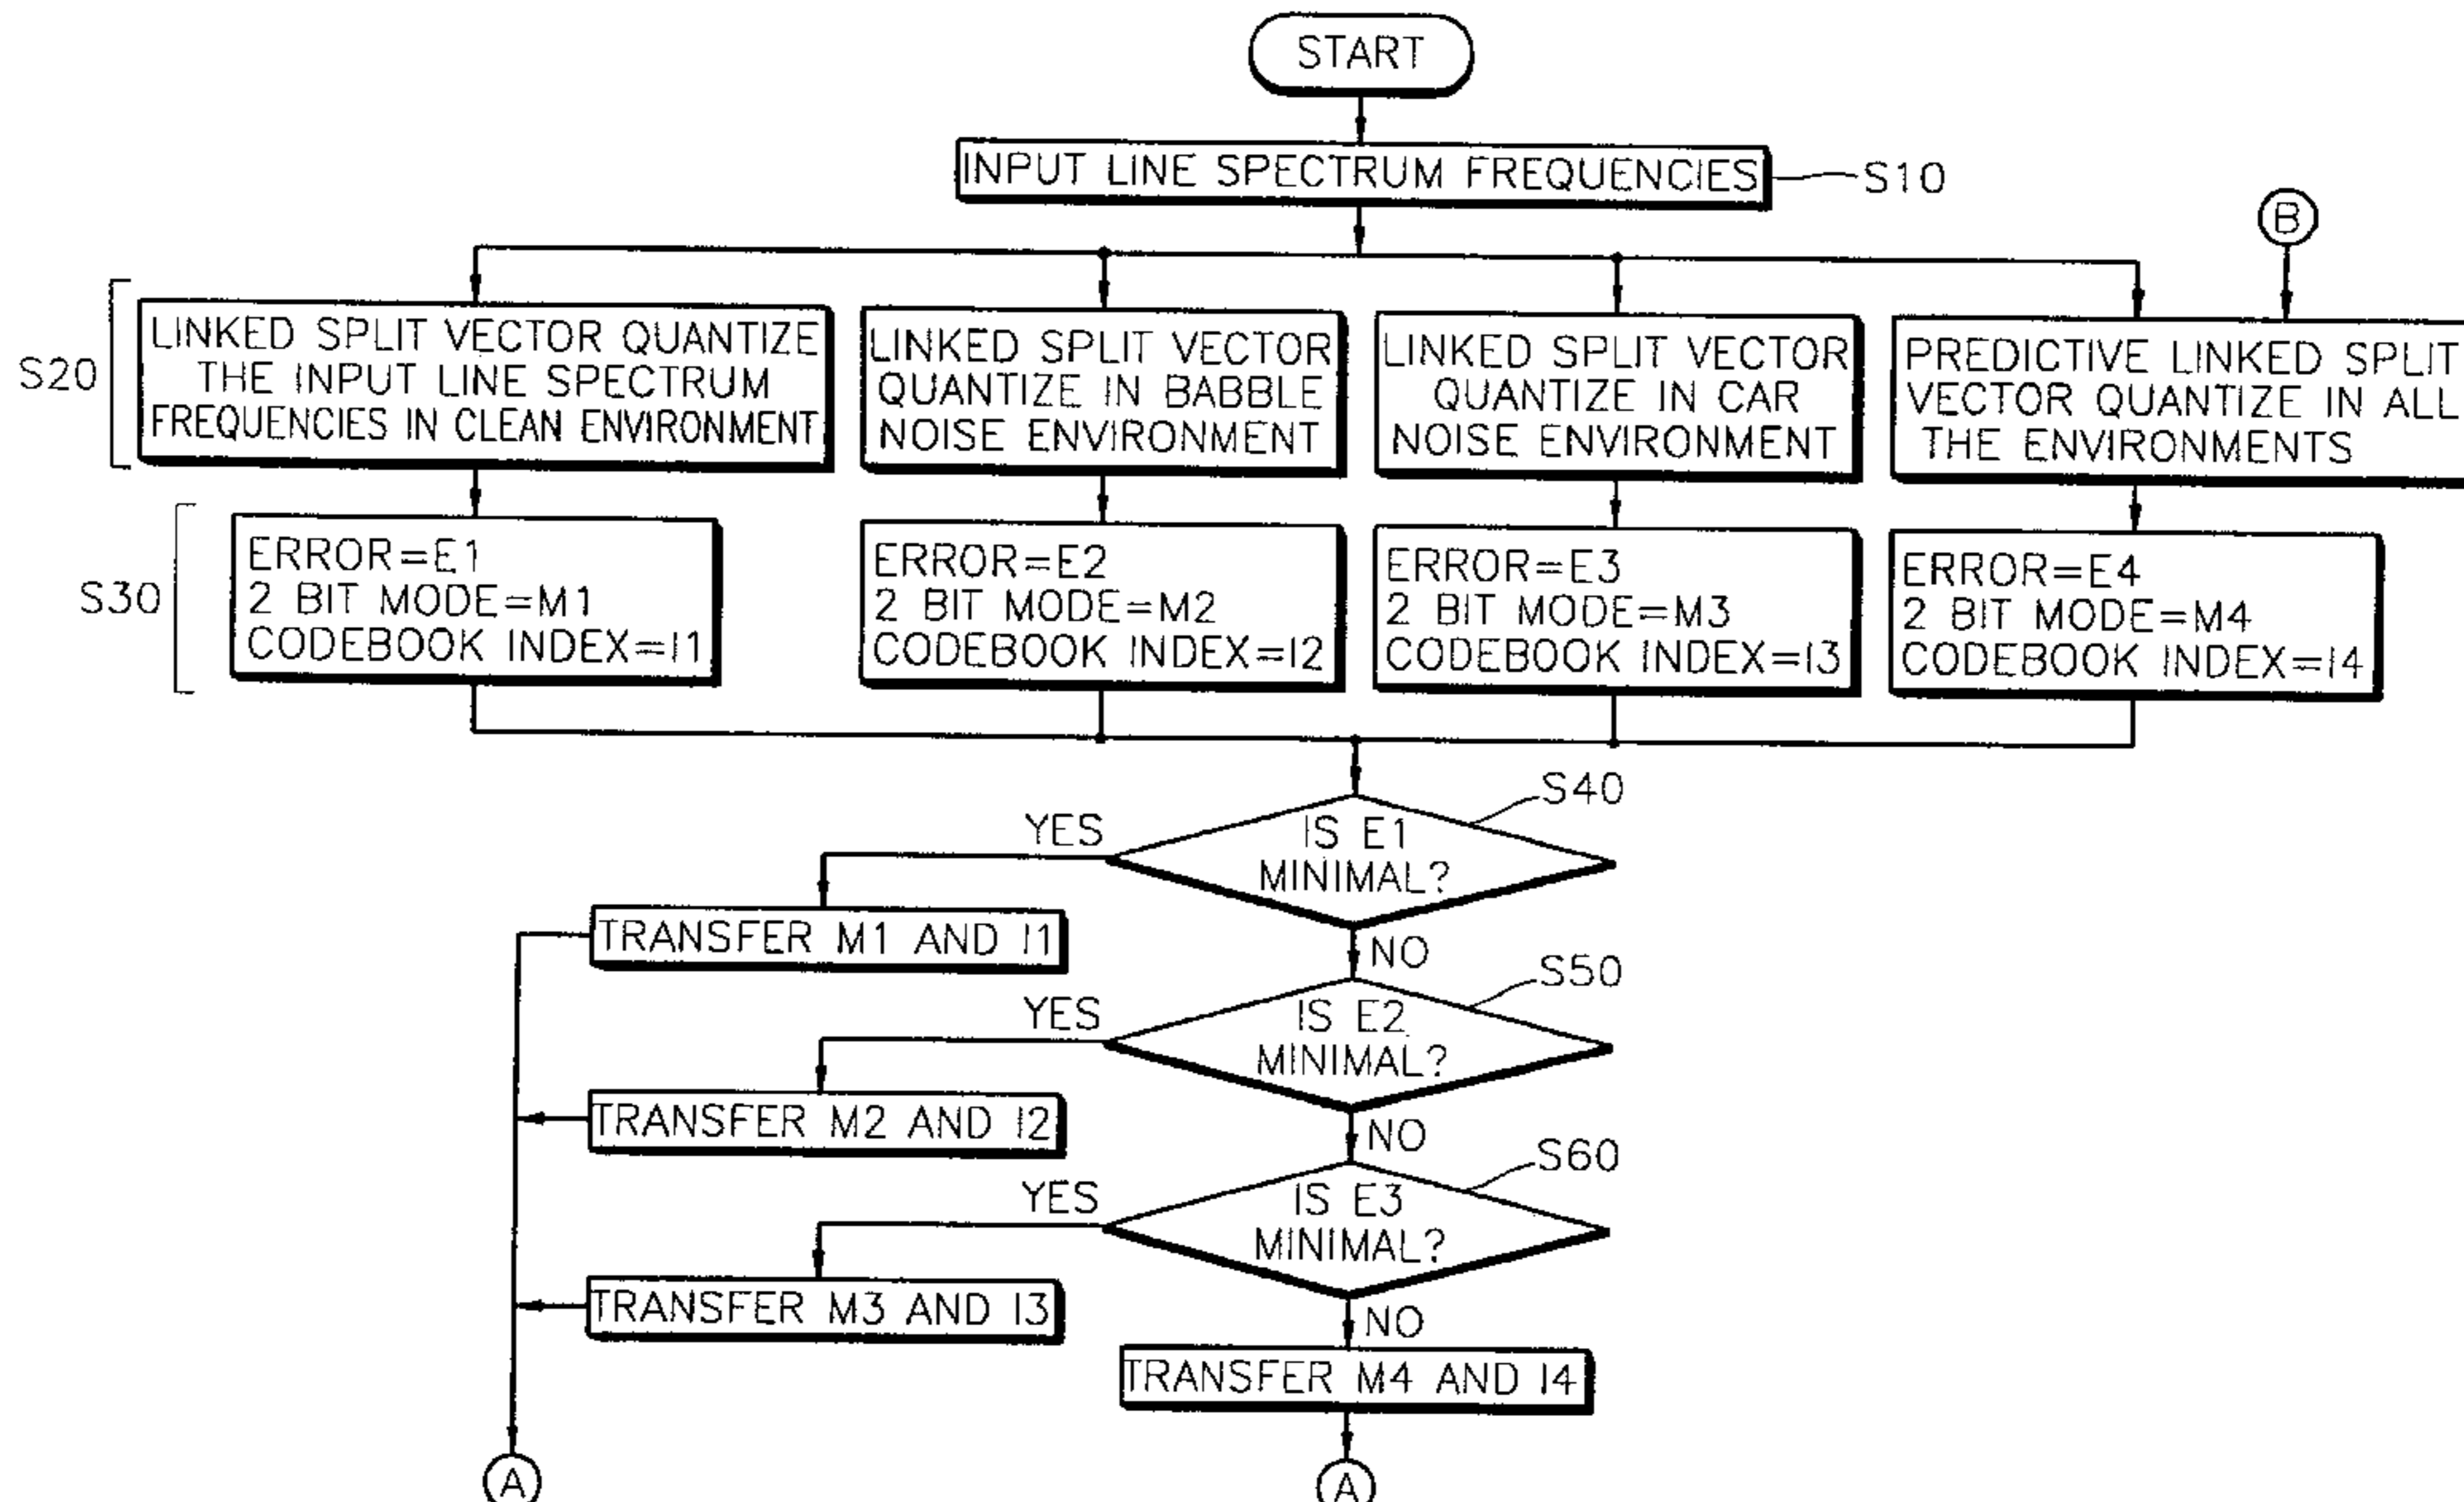 START
INPUT LINE SPECTRUM FREQUENCIES
S10
B
S20
LINKED SPLIT VECTOR QUANTIZE
THE INPUT LINE SPECTRUM
FREQUENCIES IN CLEAN ENVIRONMENT
LINKED SPLIT VECTOR
QUANTIZE IN BABBLE
NOISE ENVIRONMENT
LINKED SPLIT VECTOR
QUANTIZE IN CAR
NOISE ENVIRONMENT
PREDICTIVE LINKED SPLIT
VECTOR QUANTIZE IN ALL
THE ENVIRONMENTS
S30
ERROR=E1
2 BIT MODE=M1
CODEBOOK INDEX=I1
ERROR=E2
2 BIT MODE=M2
CODEBOOK INDEX=I2
ERROR=E3
2 BIT MODE=M3
CODEBOOK INDEX=I3
ERROR=E4
2 BIT MODE=M4
CODEBOOK INDEX=I4
S40
YES
IS E1
MINIMAL?
TRANSFER M1 AND I1
NO
S50
YES
IS E2
MINIMAL?
TRANSFER M2 AND I2
NO
S60
YES
IS E3
MINIMAL?
TRANSFER M3 AND I3
NO
TRANSFER M4 AND I4
A
A